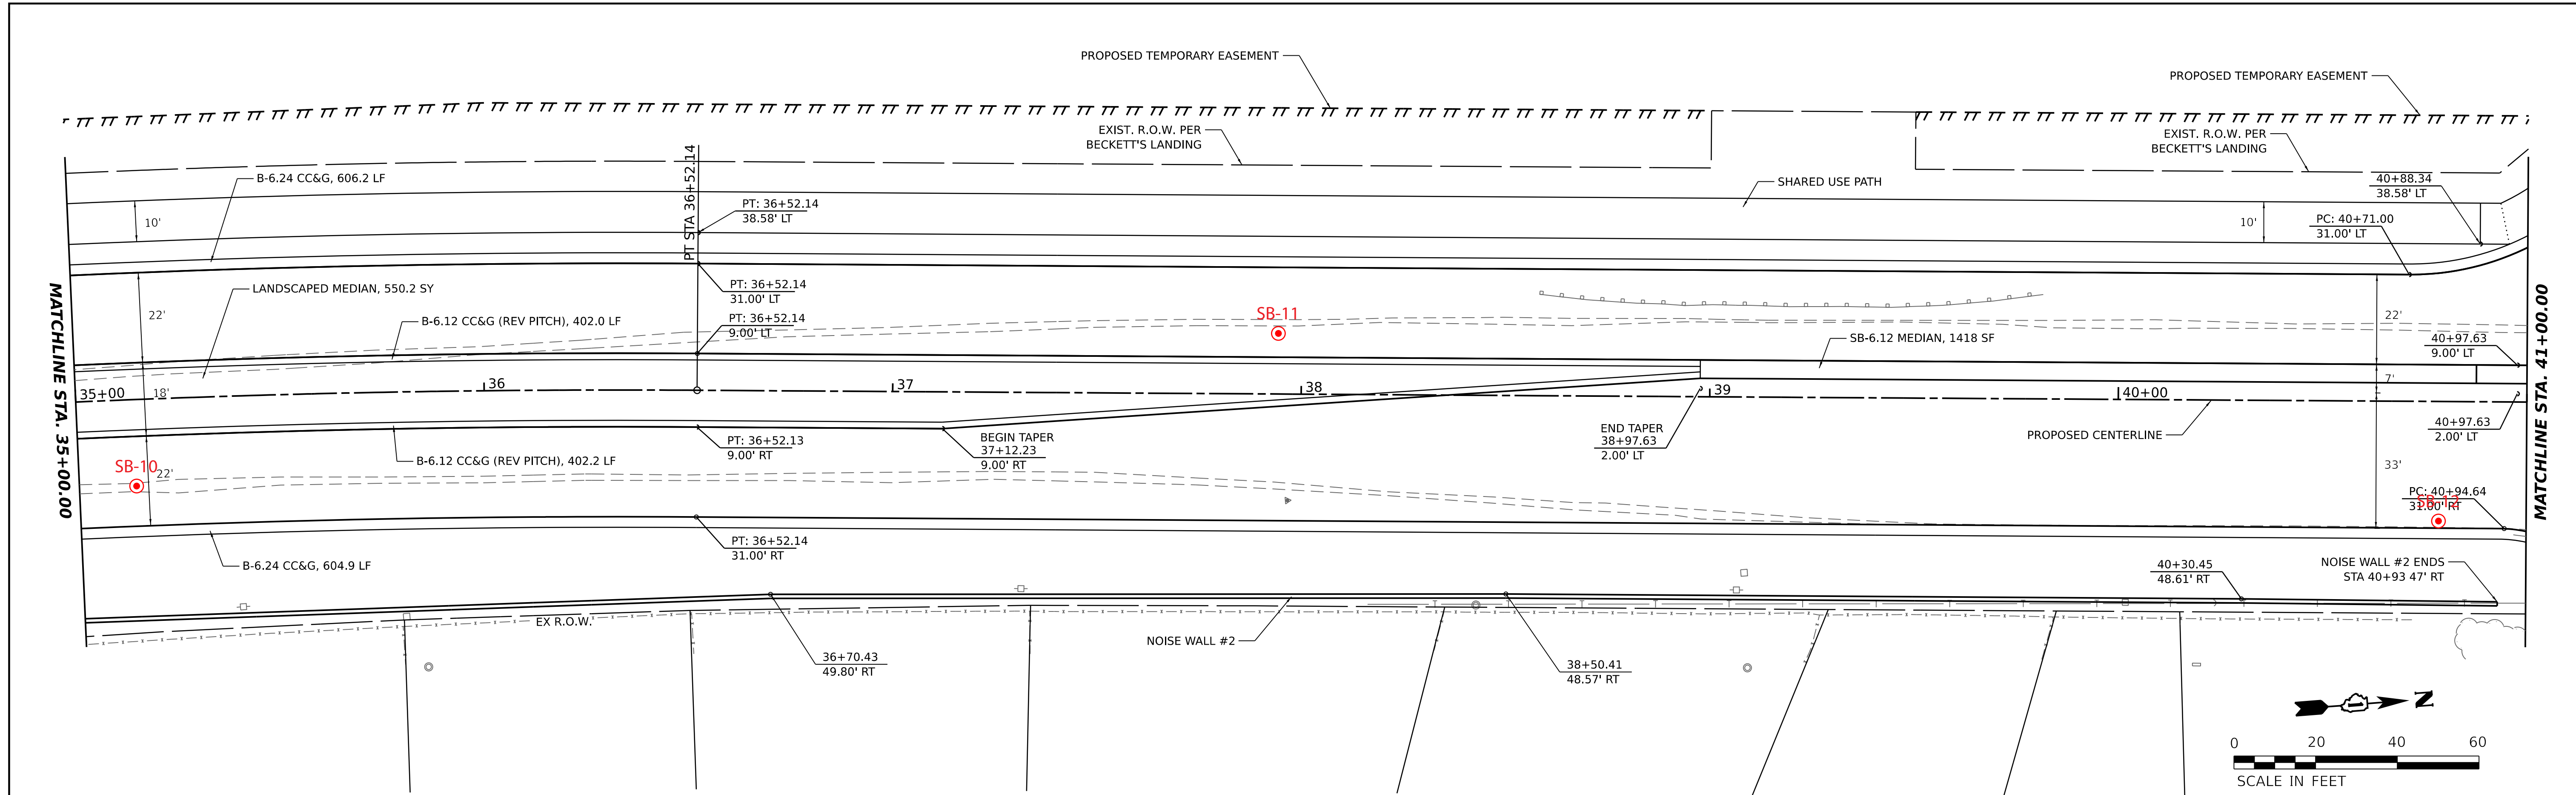 PROPOSED TEMPORARY EASEMENT
PROPOSED TEMPORARY EASEMENT
EXIST. R.O.W. PER
BECKETT'S LANDING
EXIST. R.O.W. PER
BECKETT'S LANDING
B-6.24 CC&G, 606.2 LF
SHARED USE PATH
40+88.34
38.58' LT
PT STA 36+52.14
PT: 36+52.14
38.58' LT
10'
10'
PC: 40+71.00
31.00' LT
LANDSCAPED MEDIAN, 550.2 SY
PT: 36+52.14
31.00' LT
22'
B-6.12 CC&G (REV PITCH), 402.0 LF
PT: 36+52.14
9.00' LT
SB-11
22'
SB-6.12 MEDIAN, 1418 SF
40+97.63
9.00' LT
MATCHLINE STA. 35+00.00
MATCHLINE STA. 41+00.00
35+00
18'
36
37
38
39
40+00
7'
BEGIN TAPER
37+12.23
9.00' RT
END TAPER
38+97.63
2.00' LT
PROPOSED CENTERLINE
40+97.63
2.00' LT
PT: 36+52.13
9.00' RT
B-6.12 CC&G (REV PITCH), 402.2 LF
SB-10
22'
33'
PC: 40+94.64
31.00' RT
SB-12
PT: 36+52.14
31.00' RT
B-6.24 CC&G, 604.9 LF
40+30.45
48.61' RT
NOISE WALL #2 ENDS
STA 40+93 47' RT
EX R.O.W.
NOISE WALL #2
36+70.43
49.80' RT
38+50.41
48.57' RT
N
0 20 40 60
SCALE IN FEET